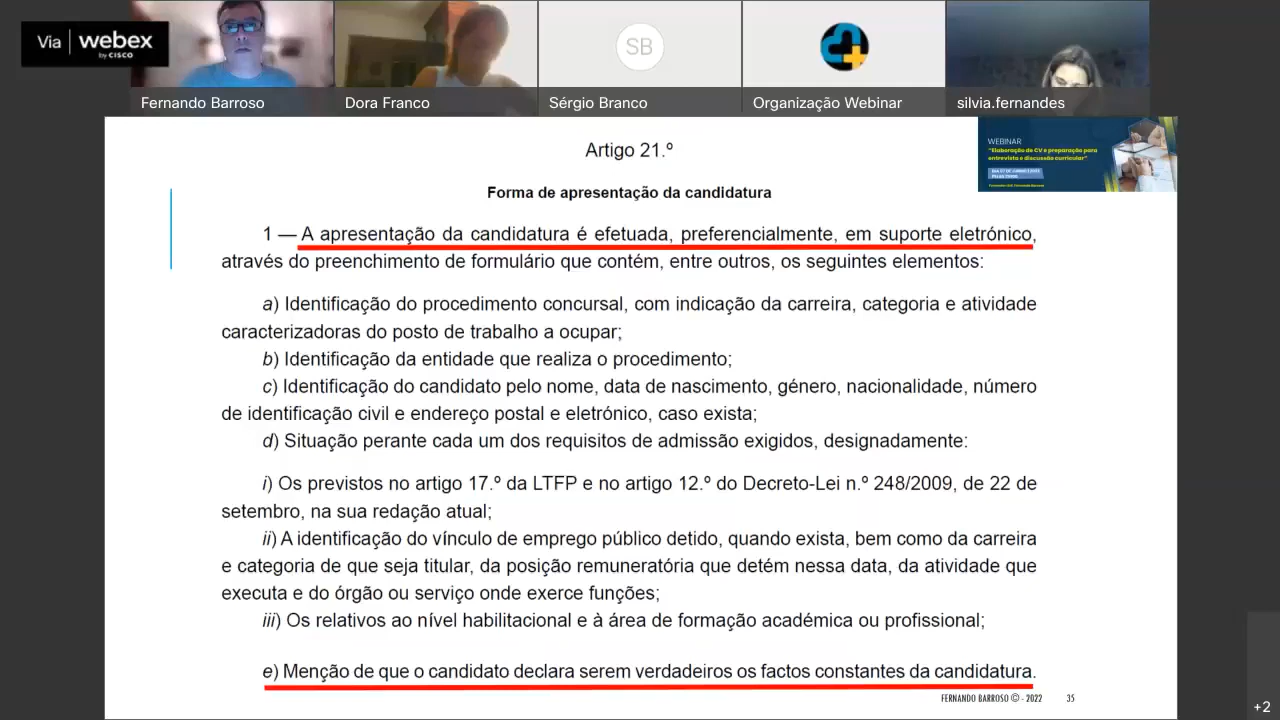 Via | webex
by CISCO
SB
Fernando Barroso
Dora Franco
Sérgio Branco
Organização Webinar
silvia.fernandes
Artigo 21.º
WEBINAR
"Elaboração de CV e preparação para
entrevista e discussão curricular"
Forma de apresentação da candidatura
1 — A apresentação da candidatura é efetuada, preferencialmente, em suporte eletrónico,
através do preenchimento de formulário que contém, entre outros, os seguintes elementos:
a) Identificação do procedimento concursal, com indicação da carreira, categoria e atividade
caracterizadoras do posto de trabalho a ocupar;
b) Identificação da entidade que realiza o procedimento;
c) Identificação do candidato pelo nome, data de nascimento, género, nacionalidade, número
de identificação civil e endereço postal e eletrónico, caso exista;
d) Situação perante cada um dos requisitos de admissão exigidos, designadamente:
i) Os previstos no artigo 17.º da LTFP e no artigo 12.º do Decreto-Lei n.º 248/2009, de 22 de
setembro, na sua redação atual;
ii) A identificação do vínculo de emprego público detido, quando exista, bem como da carreira
e categoria de que seja titular, da posição remuneratória que detém nessa data, da atividade que
executa e do órgão ou serviço onde exerce funções;
iii) Os relativos ao nível habilitacional e à área de formação académica ou profissional;
e) Menção de que o candidato declara serem verdadeiros os factos constantes da candidatura.
FERNANDO BARROSO © - 2022
35
+2